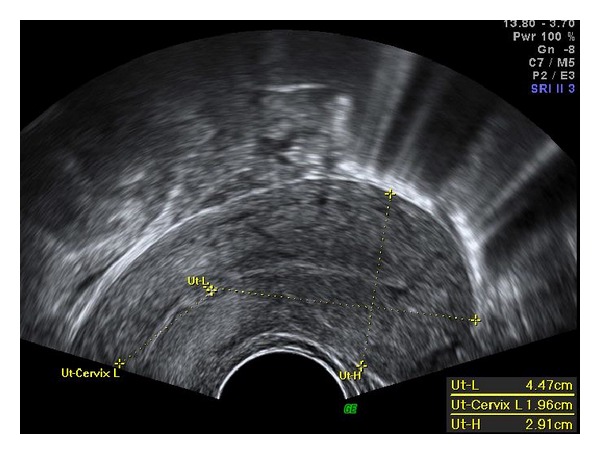 13.80 - 3.70
Pwr 100 %
Gn -8
C7 / M5
P2 / E3
SRI II 3
Ut-L
Ut-Cervix L
Ut-H
GE
Ut-L 4.47cm
Ut-Cervix L 1.96cm
Ut-H 2.91cm